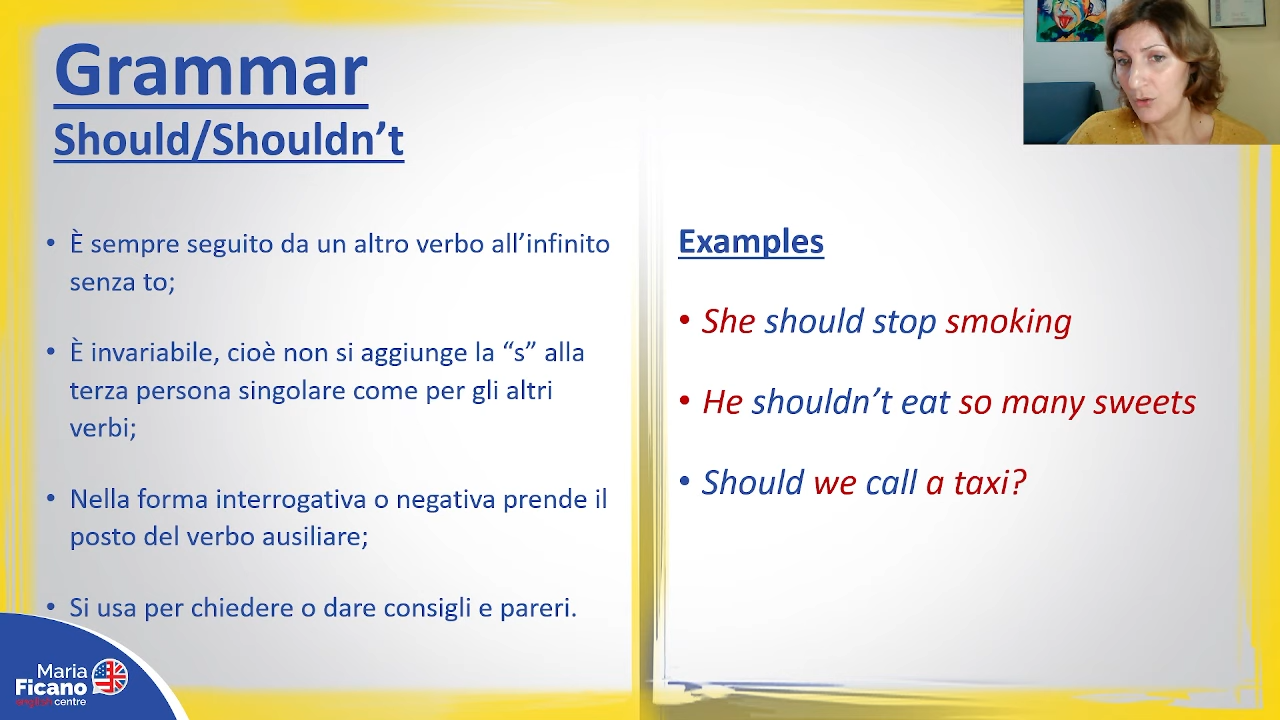 Grammar
Should/Shouldn’t
• È sempre seguito da un altro verbo all’infinito
senza to;
• È invariabile, cioè non si aggiunge la “s” alla
terza persona singolare come per gli altri
verbi;
• Nella forma interrogativa o negativa prende il
posto del verbo ausiliare;
• Si usa per chiedere o dare consigli e pareri.
Examples
• She should stop smoking
• He shouldn’t eat so many sweets
• Should we call a taxi?
Maria
Ficano
english centre